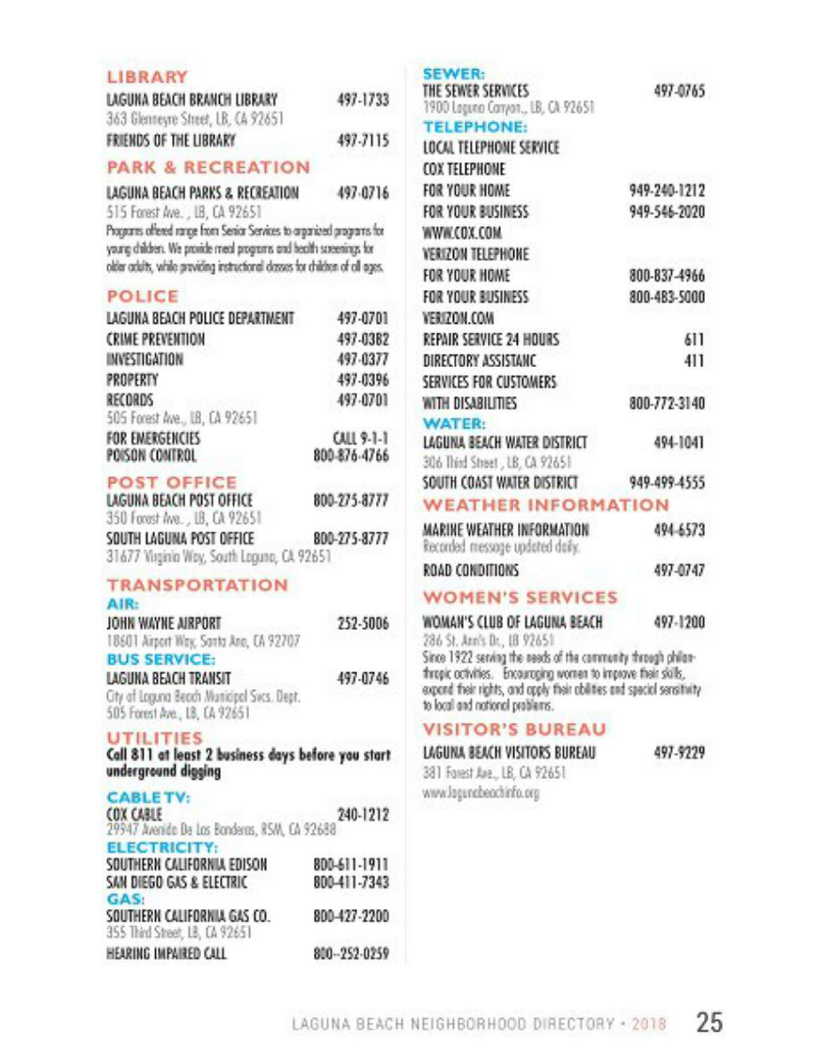 LIBRARY
LAGUNA BEACH BRANCH LIBRARY 497-1733
363 Glenneyre Street, LB, CA 92651
FRIENDS OF THE LIBRARY 497-7115
PARK & RECREATION
LAGUNA BEACH PARKS & RECREATION 497-0716
515 Forest Ave. , LB, CA 92651
Programs offered range from Senior Services to organized programs for
young children. We provide meal programs and health screenings for
older adults, while providing instructional classes for children of all ages.
POLICE
LAGUNA BEACH POLICE DEPARTMENT 497-0701
CRIME PREVENTION 497-0382
INVESTIGATION 497-0377
PROPERTY 497-0396
RECORDS 497-0701
505 Forest Ave., LB, CA 92651
FOR EMERGENCIES CALL 9-1-1
POISON CONTROL 800-876-4766
POST OFFICE
LAGUNA BEACH POST OFFICE 800-275-8777
350 Forest Ave. , LB, CA 92651
SOUTH LAGUNA POST OFFICE 800-275-8777
31677 Virginia Way, South Laguna, CA 92651
TRANSPORTATION
AIR:
JOHN WAYNE AIRPORT 252-5006
18601 Airport Way, Santa Ana, CA 92707
BUS SERVICE:
LAGUNA BEACH TRANSIT 497-0746
City of Laguna Beach Municipal Svcs. Dept.
505 Forest Ave., LB, CA 92651
UTILITIES
Call 811 at least 2 business days before you start
underground digging
CABLE TV:
COX CABLE 240-1212
29947 Avenida De Las Banderas, RSM, CA 92688
ELECTRICITY:
SOUTHERN CALIFORNIA EDISON 800-611-1911
SAN DIEGO GAS & ELECTRIC 800-411-7343
GAS:
SOUTHERN CALIFORNIA GAS CO. 800-427-2200
355 Third Street, LB, CA 92651
HEARING IMPAIRED CALL 800--252-0259
SEWER:
THE SEWER SERVICES 497-0765
1900 Laguna Canyon., LB, CA 92651
TELEPHONE:
LOCAL TELEPHONE SERVICE
COX TELEPHONE
FOR YOUR HOME 949-240-1212
FOR YOUR BUSINESS 949-546-2020
WWW.COX.COM
VERIZON TELEPHONE
FOR YOUR HOME 800-837-4966
FOR YOUR BUSINESS 800-483-5000
VERIZON.COM
REPAIR SERVICE 24 HOURS 611
DIRECTORY ASSISTANC 411
SERVICES FOR CUSTOMERS
WITH DISABILITIES 800-772-3140
WATER:
LAGUNA BEACH WATER DISTRICT 494-1041
306 Third Street , LB, CA 92651
SOUTH COAST WATER DISTRICT 949-499-4555
WEATHER INFORMATION
MARINE WEATHER INFORMATION 494-6573
Recorded message updated daily.
ROAD CONDITIONS 497-0747
WOMEN'S SERVICES
WOMAN'S CLUB OF LAGUNA BEACH 497-1200
286 St. Ann's Dr., LB 92651
Since 1922 serving the needs of the community through philan-
thropic activities. Encouraging women to improve their skills,
expand their rights, and apply their abilities and special sensitivity
to local and national problems.
VISITOR'S BUREAU
LAGUNA BEACH VISITORS BUREAU 497-9229
381 Forest Ave., LB, CA 92651
www.lagunabeachinfo.org
LAGUNA BEACH NEIGHBORHOOD DIRECTORY • 2018 25